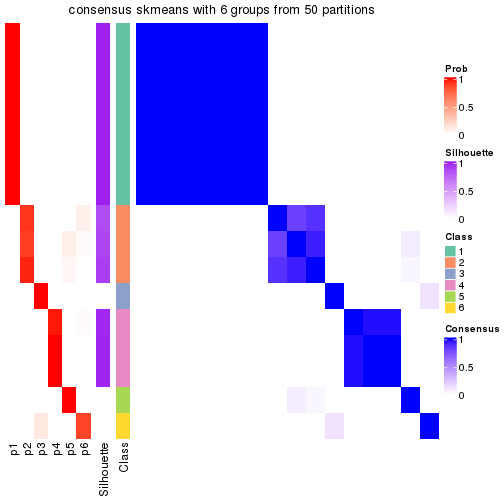 consensus skmeans with 6 groups from 50 partitions
Prob
1
0.5
0
Silhouette
1
0.5
0
Class
1
2
3
4
5
6
Consensus
1
0.5
0
p1
p2
p3
p4
p5
p6
Silhouette
Class